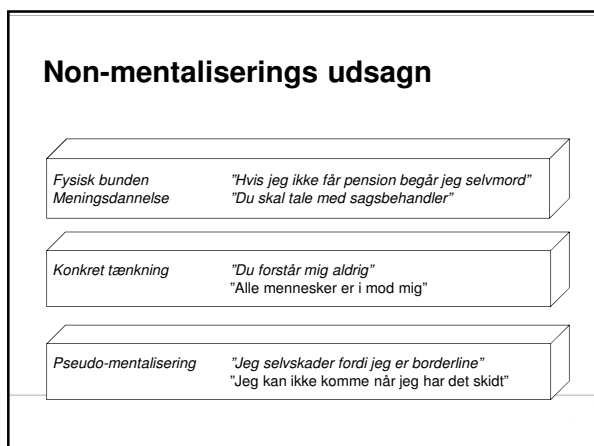 Non-mentaliserings udsagn
Fysisk bunden ”Hvis jeg ikke får pension begår jeg selvmord”
Meningsdannelse ”Du skal tale med sagsbehandler”
Konkret tænkning ”Du forstår mig aldrig”
”Alle mennesker er i mod mig”
Pseudo-mentalisering ”Jeg selvskader fordi jeg er borderline”
”Jeg kan ikke komme når jeg har det skidt”